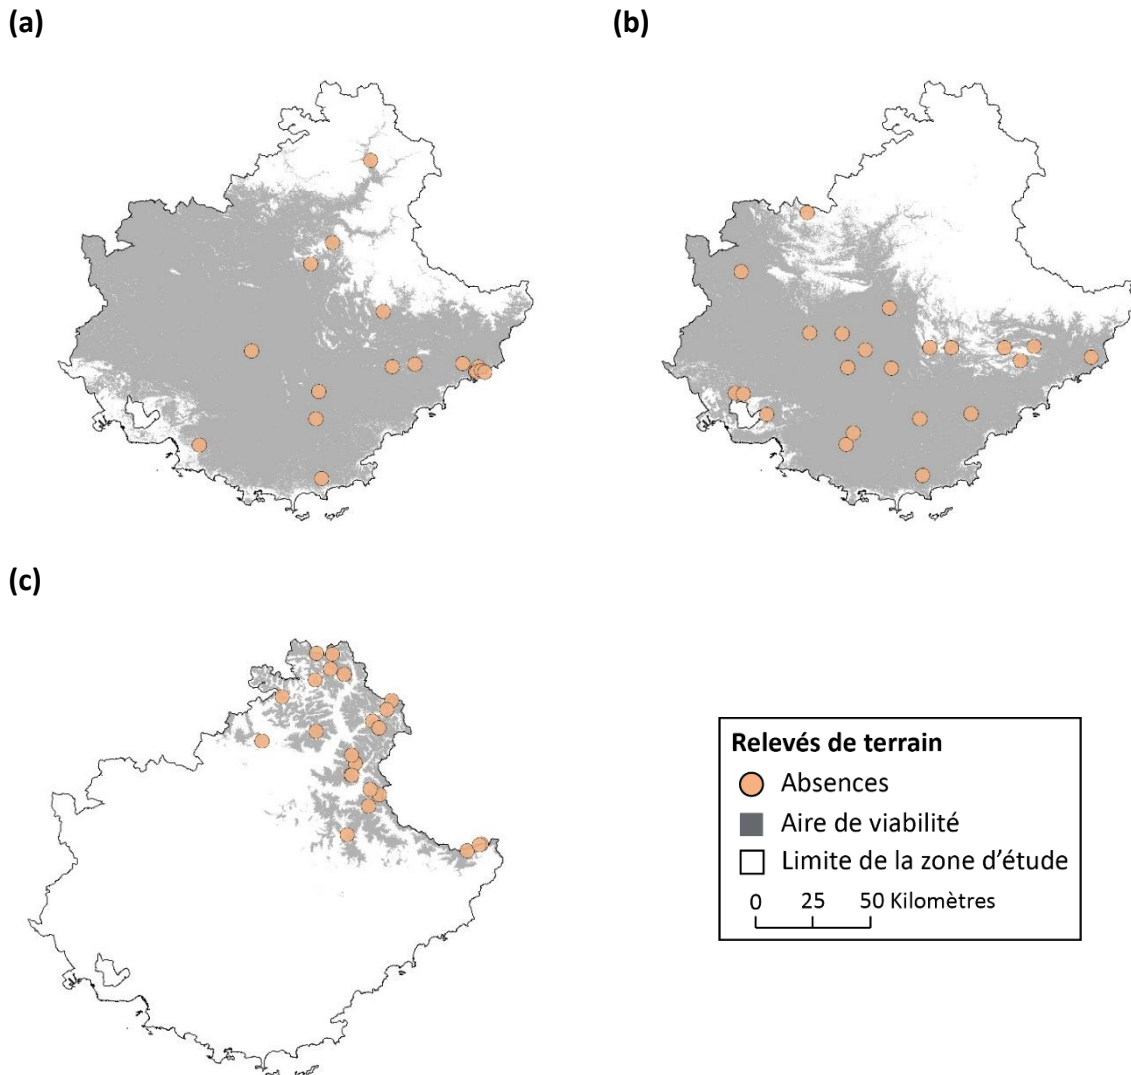 (a)
(b)
(c)
Relevés de terrain
Absences
Aire de viabilité
Limite de la zone d'étude
0 25 50 Kilomètres